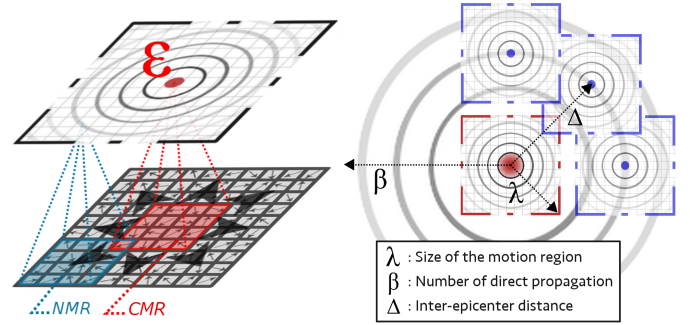 ε
NMR
CMR
Δ
β
λ
λ : Size of the motion region
β : Number of direct propagation
Δ : Inter-epicenter distance